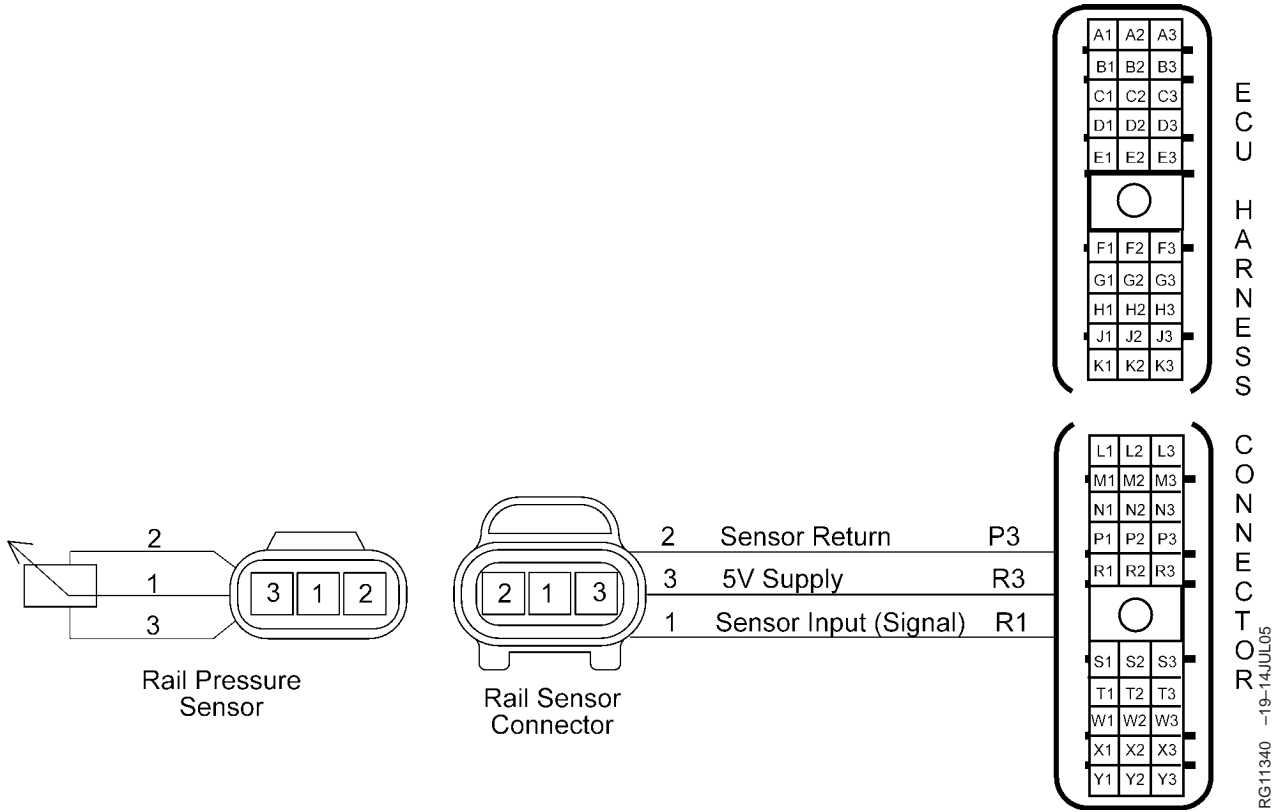 A1 A2 A3
B1 B2 B3
C1 C2 C3
D1 D2 D3
E1 E2 E3
F1 F2 F3
G1 G2 G3
H1 H2 H3
J1 J2 J3
K1 K2 K3
ECU HARNESS CONNECTOR
L1 L2 L3
M1 M2 M3
N1 N2 N3
P1 P2 P3
R1 R2 R3
S1 S2 S3
T1 T2 T3
W1 W2 W3
X1 X2 X3
Y1 Y2 Y3
2
1
3
3 1 2
Rail Pressure
Sensor
2 1 3
Rail Sensor
Connector
2 Sensor Return P3
3 5V Supply R3
1 Sensor Input (Signal) R1
RG11340 –19–14JUL05